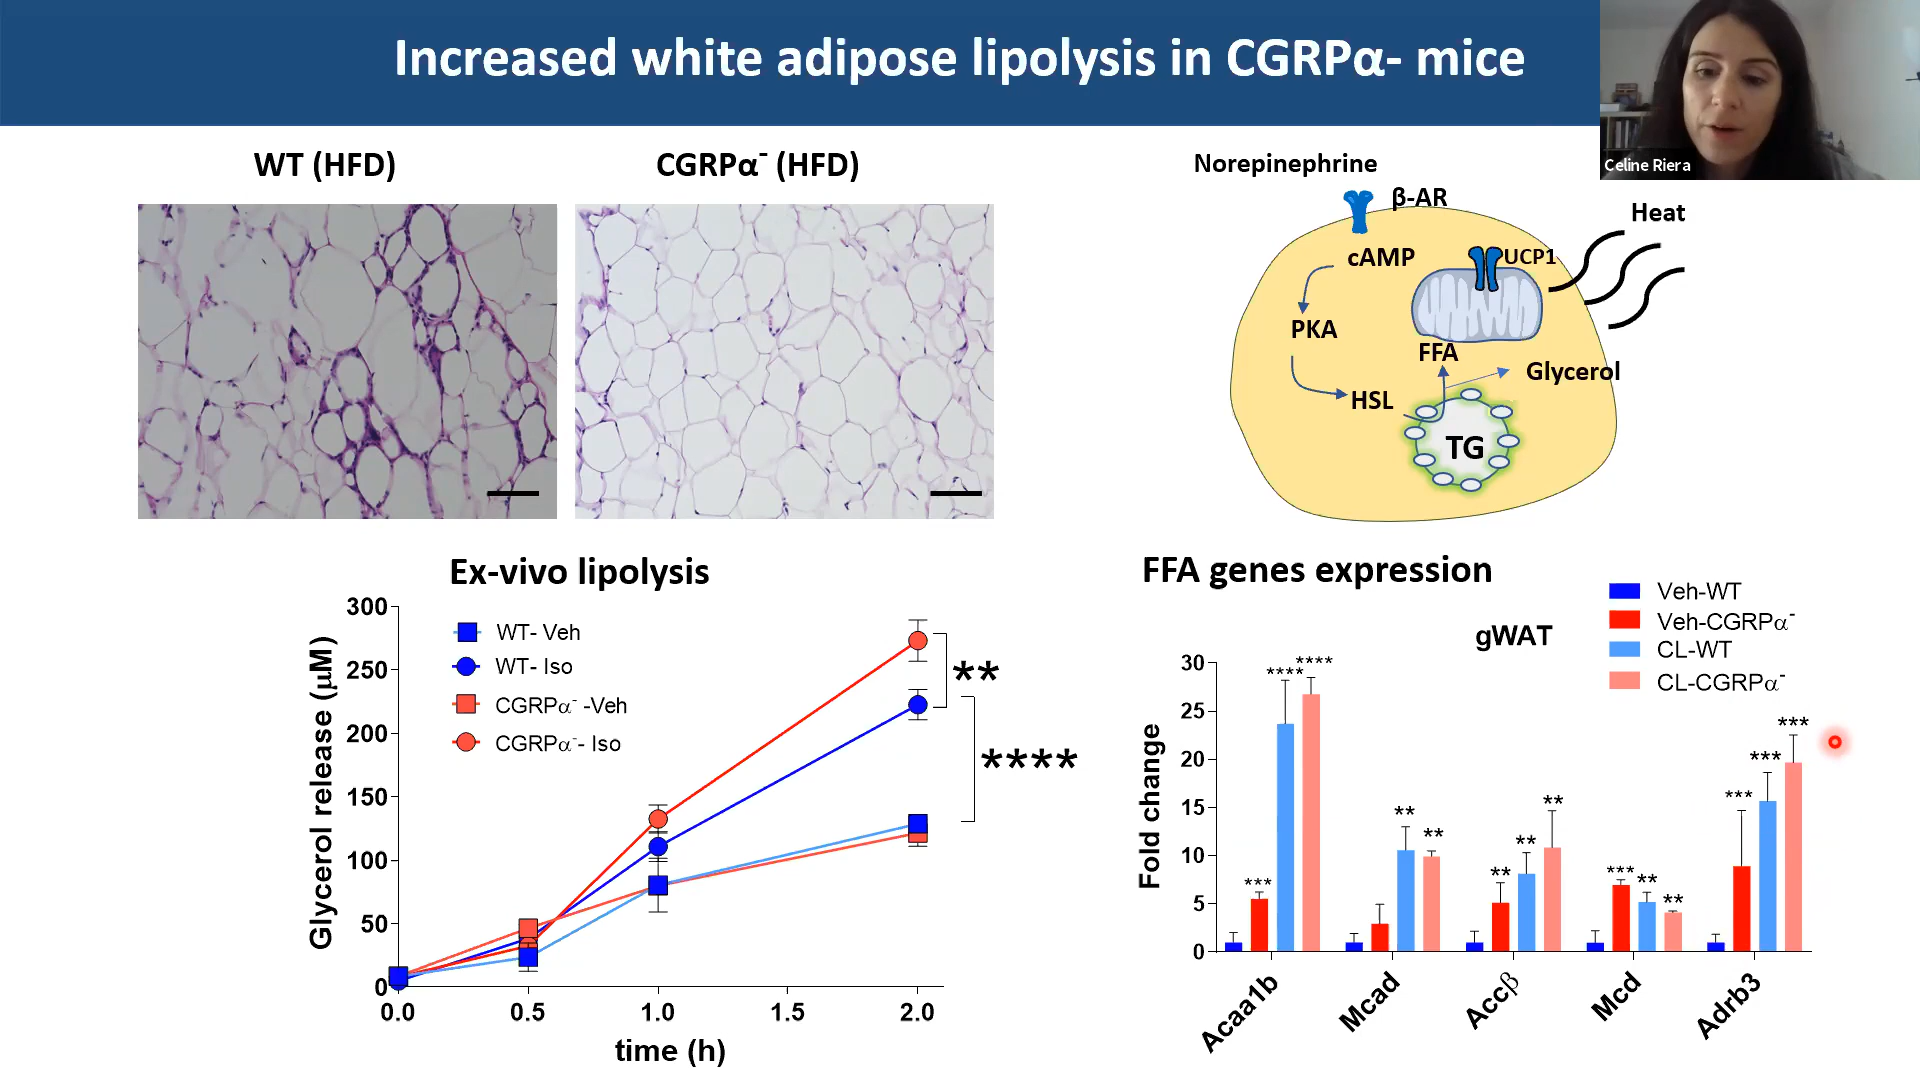 Increased white adipose lipolysis in CGRPα- mice
Celine Riera
WT (HFD)
CGRPα⁻ (HFD)
Norepinephrine
β-AR
Heat
cAMP
UCP1
PKA
FFA
Glycerol
HSL
TG
Ex-vivo lipolysis
Glycerol release (μM)
300
250
200
150
100
50
0
WT- Veh
WT- Iso
CGRPα⁻ -Veh
CGRPα⁻- Iso
**
****
0.0 0.5 1.0 1.5 2.0
time (h)
FFA genes expression
gWAT
Veh-WT
Veh-CGRPα⁻
CL-WT
CL-CGRPα⁻
Fold change
30
25
20
15
10
5
0
*** **** ****
** **
** ** **
*** ** **
*** *** ***
Acaa1b Mcad Accβ Mcd Adrb3